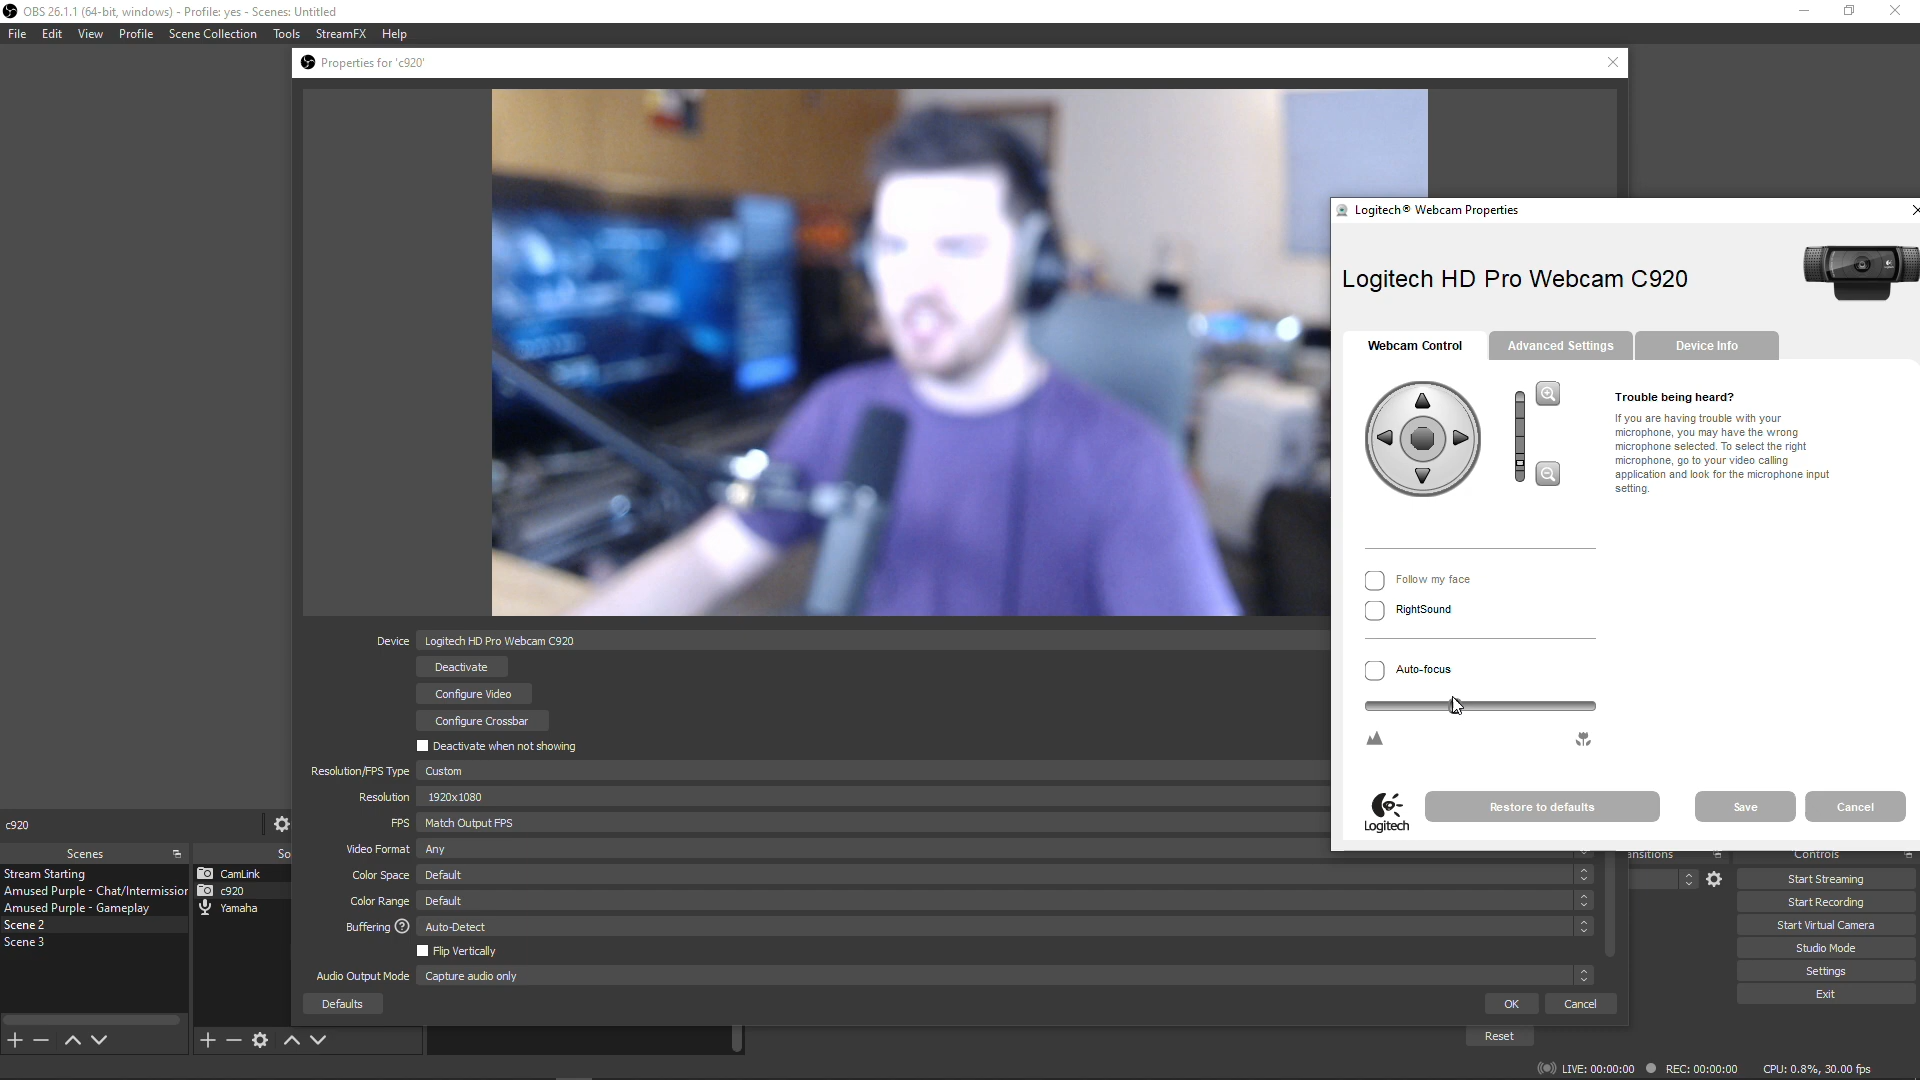 OBS 26.1.1 (64-bit, windows) - Profile: yes - Scenes: Untitled
File Edit View Profile Scene Collection Tools StreamFX Help
Properties for 'c920'
Logitech® Webcam Properties
Logitech HD Pro Webcam C920
Webcam Control Advanced Settings Device Info
Trouble being heard?
If you are having trouble with your
microphone, you may have the wrong
microphone selected. To select the right
microphone, go to your video calling
application and look for the microphone input
setting.
Follow my face
RightSound
Auto-focus
Logitech
Restore to defaults Save Cancel
Device Logitech HD Pro Webcam C920
Deactivate
Configure Video
Configure Crossbar
Deactivate when not showing
Resolution/FPS Type Custom
Resolution 1920x1080
FPS Match Output FPS
Video Format Any
Color Space Default
Color Range Default
Buffering ? Auto-Detect
Flip Vertically
Audio Output Mode Capture audio only
Defaults OK Cancel
Reset
c920
Scenes
Stream Starting
Amused Purple - Chat/Intermission
Amused Purple - Gameplay
Scene 2
Scene 3
So
CamLink
c920
Yamaha
ansitions
Controls
Start Streaming
Start Recording
Start Virtual Camera
Studio Mode
Settings
Exit
LIVE: 00:00:00 REC: 00:00:00 CPU: 0.8%, 30.00 fps